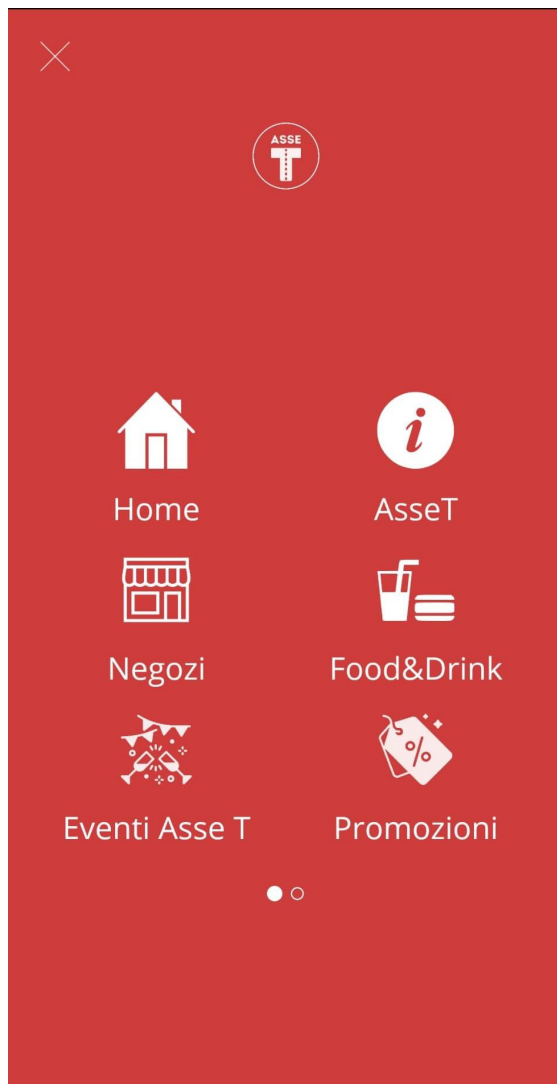 ASSE
T
Home
AsseT
Negozi
Food&Drink
Eventi Asse T
Promozioni